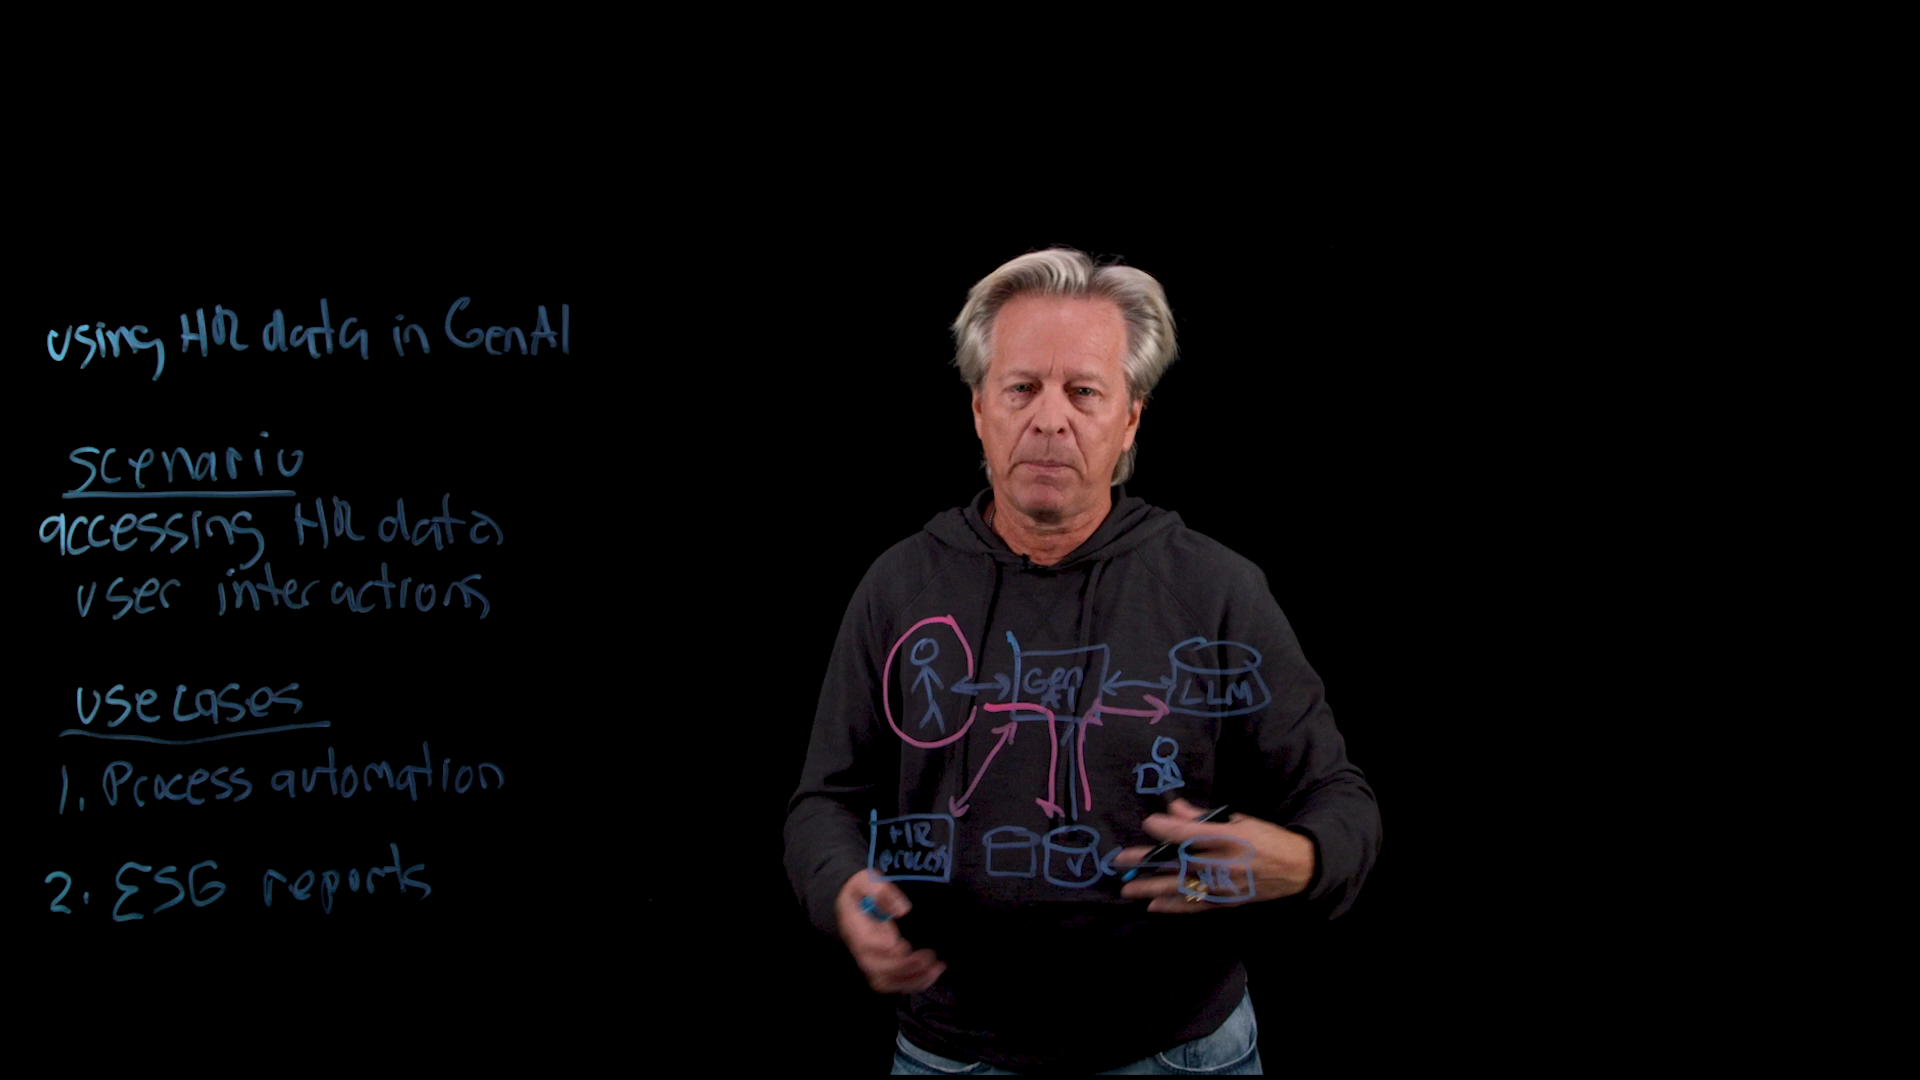 using HR data in GenAI
scenario
accessing HR data
user interactions
use cases
1. Process automation
2. ESG reports
Gen
AI
LLM
HR
process
V
HR